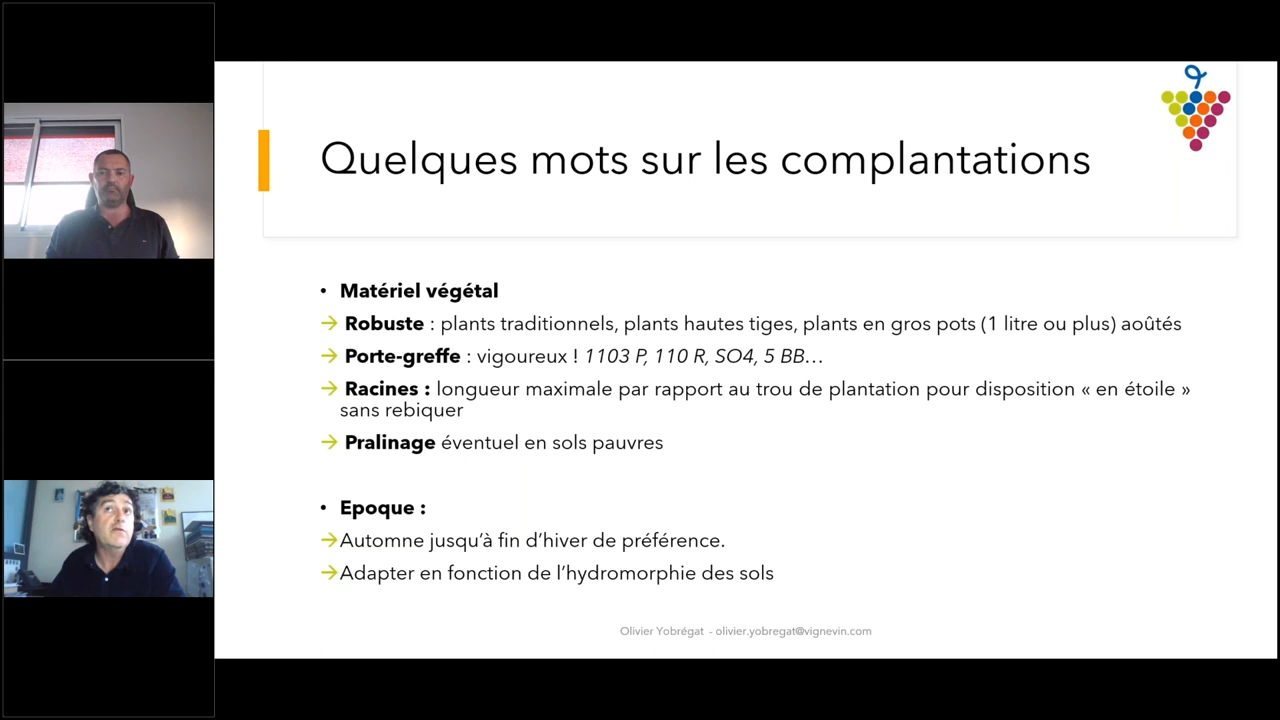 Quelques mots sur les complantations
• Matériel végétal
→ Robuste : plants traditionnels, plants hautes tiges, plants en gros pots (1 litre ou plus) aoûtés
→ Porte-greffe : vigoureux ! 1103 P, 110 R, SO4, 5 BB…
→ Racines : longueur maximale par rapport au trou de plantation pour disposition « en étoile »
sans rebiquer
→ Pralinage éventuel en sols pauvres
• Epoque :
→Automne jusqu’à fin d’hiver de préférence.
→Adapter en fonction de l’hydromorphie des sols
Olivier Yobrégat - olivier.yobregat@vignevin.com